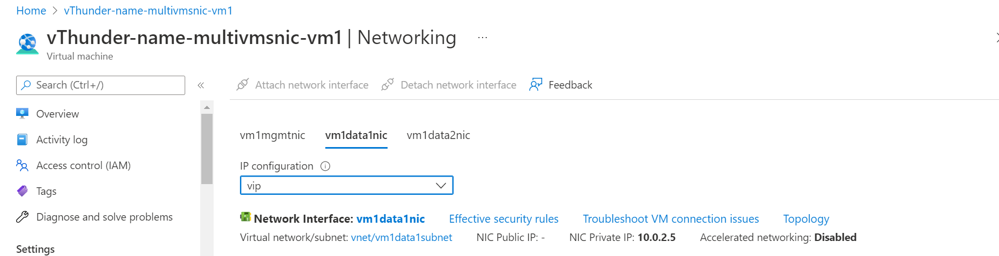 Home > vThunder-name-multivmsnic-vm1
vThunder-name-multivmsnic-vm1 | Networking ...
Virtual machine
Search (Ctrl+/)
Overview
Activity log
Access control (IAM)
Tags
Diagnose and solve problems
Settings
Attach network interface Detach network interface Feedback
vm1mgmtnic vm1data1nic vm1data2nic
IP configuration
vip
Network Interface: vm1data1nic Effective security rules Troubleshoot VM connection issues Topology
Virtual network/subnet: vnet/vm1data1subnet NIC Public IP: - NIC Private IP: 10.0.2.5 Accelerated networking: Disabled